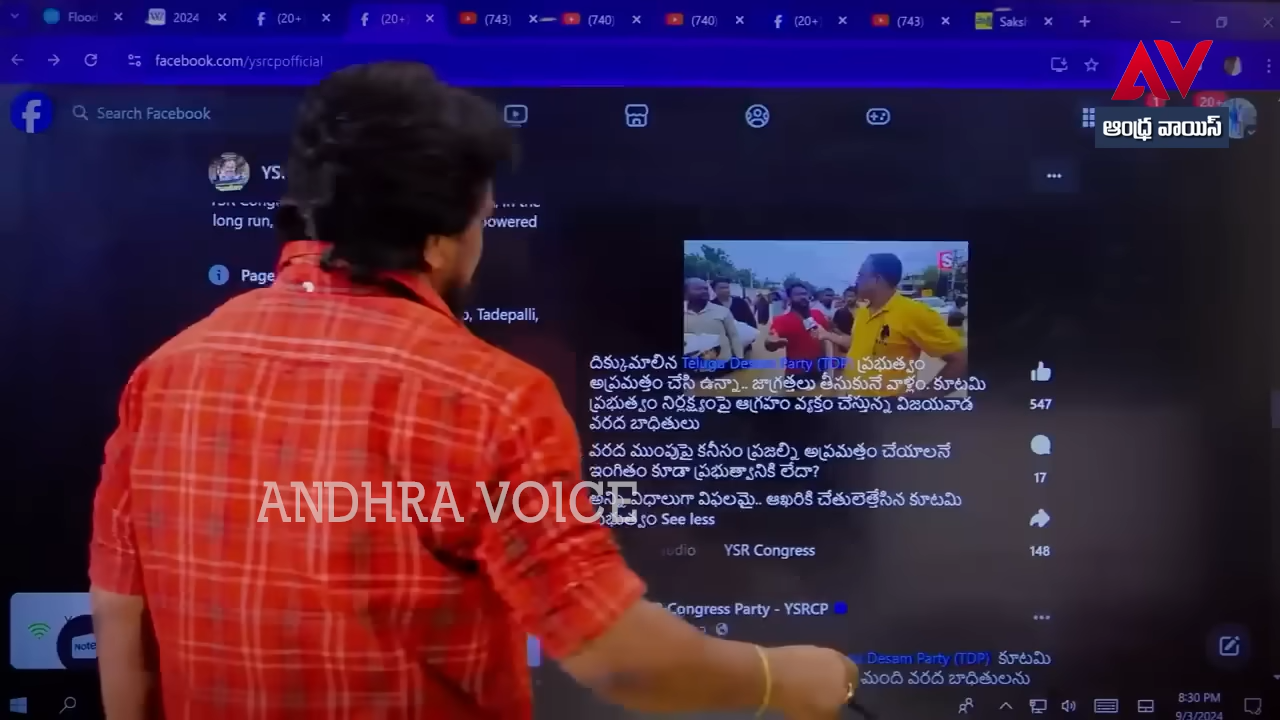 Flood
2024
(20+
(20+
(743)
(740)
(740)
(20+)
(743)
Saksh
facebook.com/ysrcpofficial
Search Facebook
1
20+
ఆంధ్ర వాయిస్
long run,
powered
Page
Tadepalli,
దిక్కుమాలిన Telugu Desam Party (TDP) ప్రభుత్వం
అప్రమత్తం చేసి ఉన్నా.. జాగ్రత్తలు తీసుకునే వాళ్లం. కూటమి
ప్రభుత్వం నిర్లక్ష్యంపై ఆగ్రహం వ్యక్తం చేస్తున్న విజయవాడ
వరద బాధితులు
వరద ముంపుపై కనీసం ప్రజల్ని అప్రమత్తం చేయాలనే
ఇంగితం కూడా ప్రభుత్వానికి లేదా?
అన్ని విధాలుగా విఫలమై.. ఆఖరికి చేతులెత్తేసిన కూటమి
ప్రభుత్వం See less
547
17
148
ANDHRA VOICE
YSR Congress
Congress Party - YSRCP
Desam Party (TDP) కూటమి
మంది వరద బాధితులను
Note
8:30 PM
9/3/2024